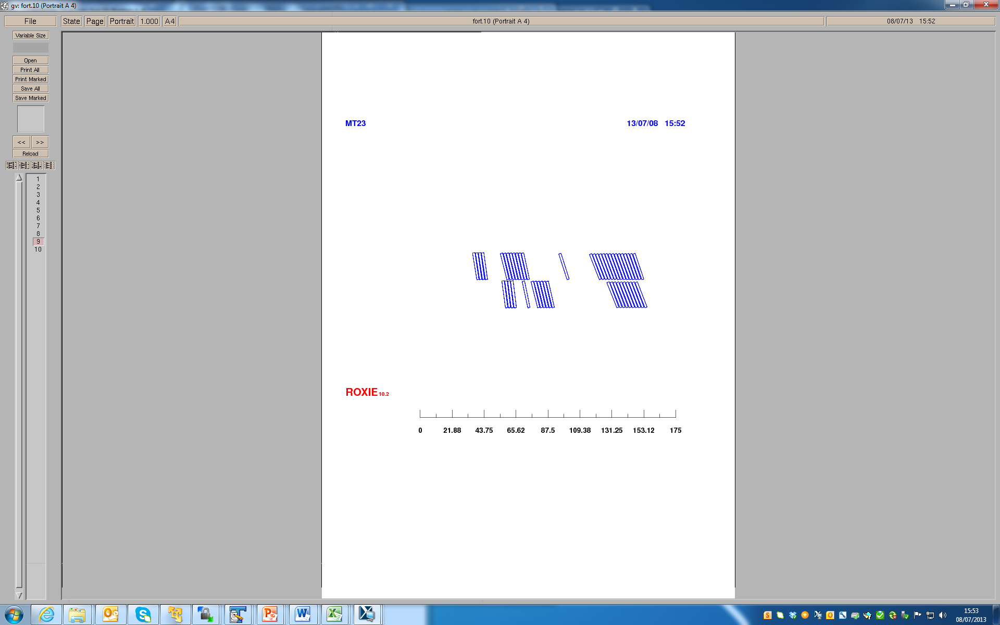 gv: fort.10 (Portrait A 4)
File State Page Portrait 1.000 A4 fort.10 (Portrait A 4) 08/07/13 15:52
Variable Size
Open
Print All
Print Marked
Save All
Save Marked
<< >>
Reload
1
2
3
4
5
6
7
8
9
10
MT23 13/07/08 15:52
ROXIE 10.2
0 21.88 43.75 65.62 87.5 109.38 131.25 153.12 175
15:53
08/07/2013